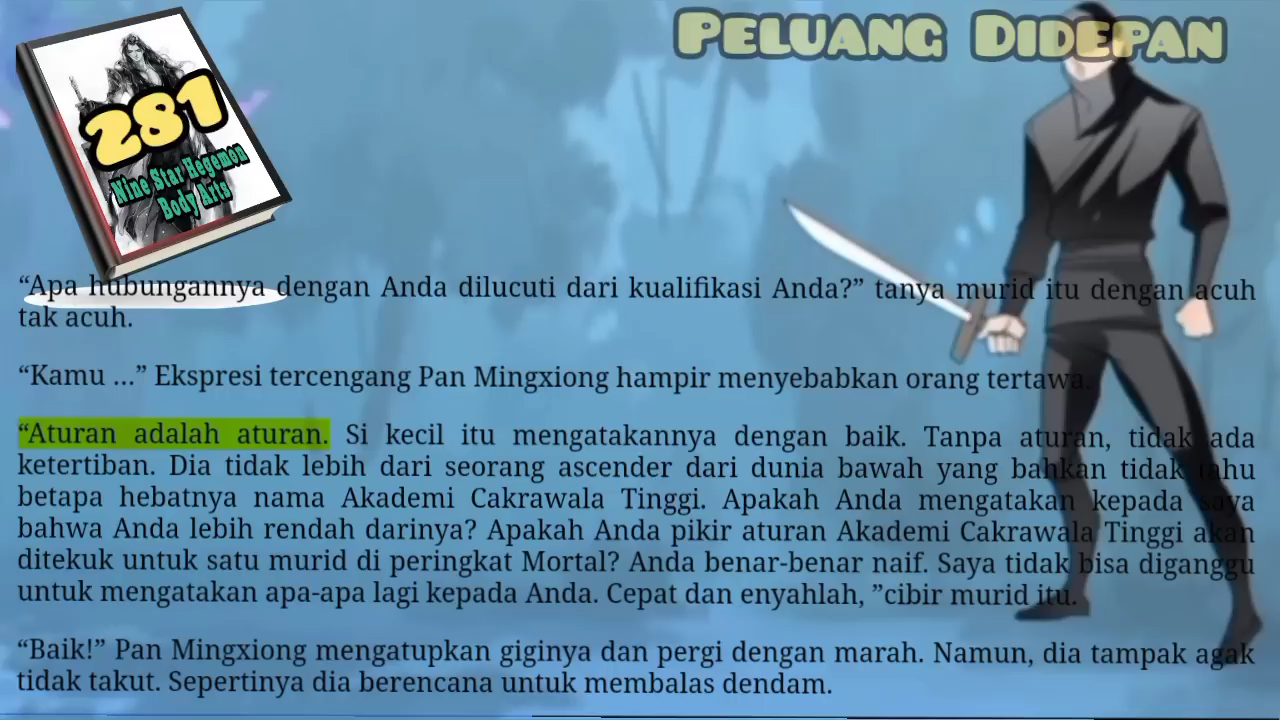 PELUANG DIDEPAN
281
Nine Star Hegemon
Body Arts
“Apa hubungannya dengan Anda dilucuti dari kualifikasi Anda?” tanya murid itu dengan acuh
tak acuh.
“Kamu ...” Ekspresi tercengang Pan Mingxiong hampir menyebabkan orang tertawa.
“Aturan adalah aturan. Si kecil itu mengatakannya dengan baik. Tanpa aturan, tidak ada
ketertiban. Dia tidak lebih dari seorang ascender dari dunia bawah yang bahkan tidak tahu
betapa hebatnya nama Akademi Cakrawala Tinggi. Apakah Anda mengatakan kepada saya
bahwa Anda lebih rendah darinya? Apakah Anda pikir aturan Akademi Cakrawala Tinggi akan
ditekuk untuk satu murid di peringkat Mortal? Anda benar-benar naif. Saya tidak bisa diganggu
untuk mengatakan apa-apa lagi kepada Anda. Cepat dan enyahlah, ”cibir murid itu.
“Baik!” Pan Mingxiong mengatupkan giginya dan pergi dengan marah. Namun, dia tampak agak
tidak takut. Sepertinya dia berencana untuk membalas dendam.